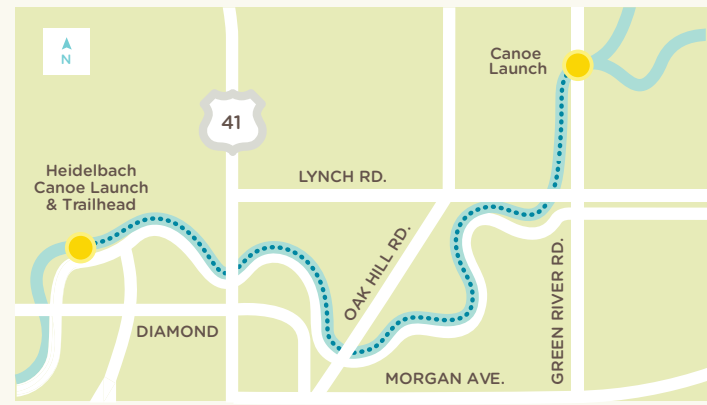 N
Canoe
Launch
41
Heidelbach
Canoe Launch
& Trailhead
LYNCH RD.
OAK HILL RD.
GREEN RIVER RD.
DIAMOND
MORGAN AVE.